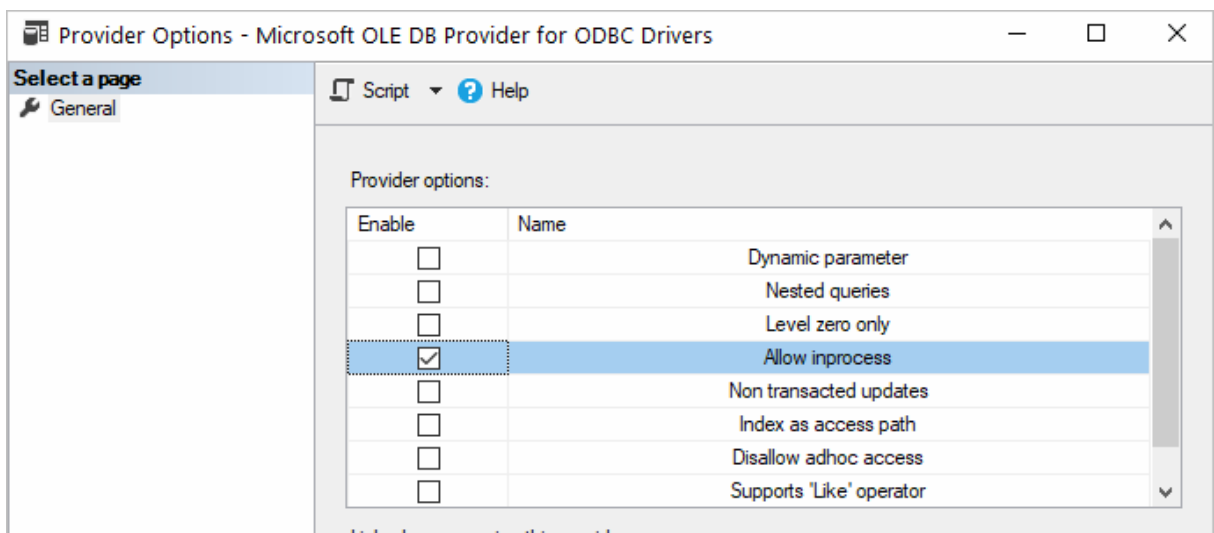 Provider Options - Microsoft OLE DB Provider for ODBC Drivers
Select a page
General
Script
Help
Provider options:
Enable Name
Dynamic parameter
Nested queries
Level zero only
Allow inprocess
Non transacted updates
Index as access path
Disallow adhoc access
Supports 'Like' operator